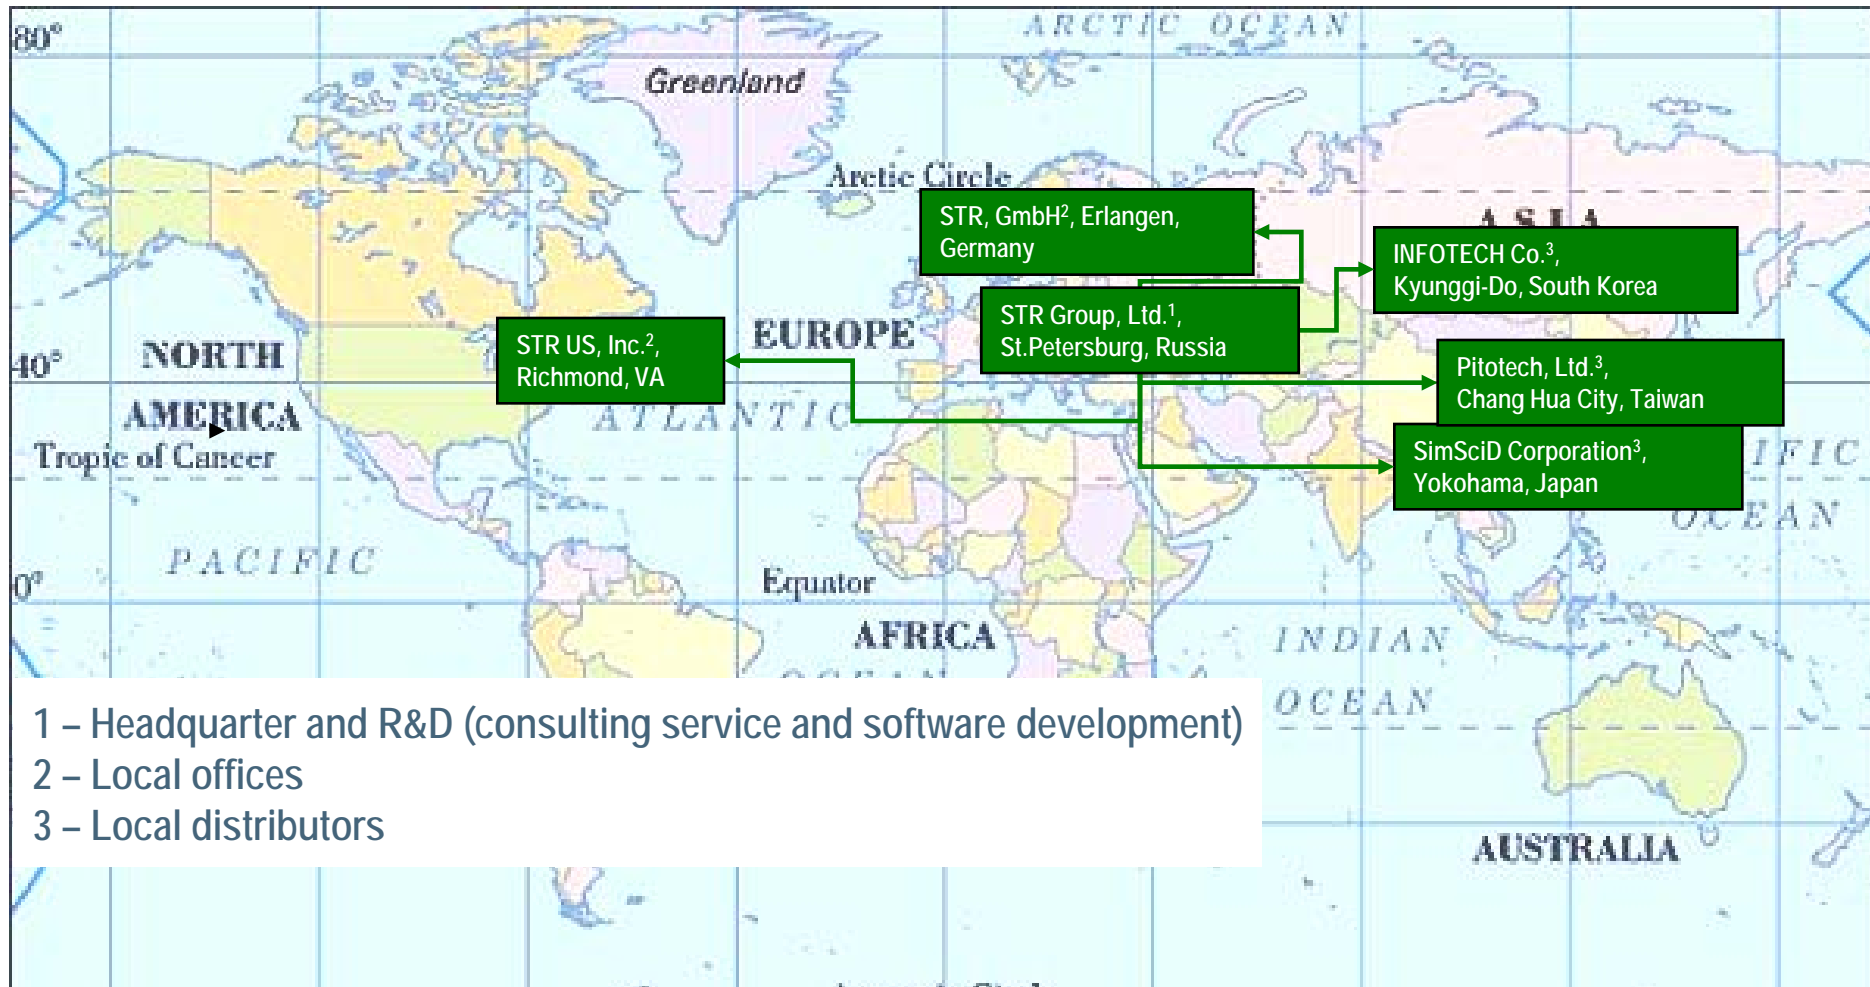 ARCTIC OCEAN
80°
Greenland
Arctic Circle
STR, GmbH², Erlangen,
Germany
ASIA
INFOTECH Co.³,
Kyunggi-Do, South Korea
STR Group, Ltd.¹,
St.Petersburg, Russia
EUROPE
STR US, Inc.²,
Richmond, VA
NORTH
AMERICA
40°
Pitotech, Ltd.³,
Chang Hua City, Taiwan
ATLANTIC
Tropic of Cancer
SimSciD Corporation³,
Yokohama, Japan
IFIC
OCEAN
PACIFIC
0°
Equator
AFRICA
INDIAN
OCEAN
OCEAN
1 – Headquarter and R&D (consulting service and software development)
2 – Local offices
3 – Local distributors
AUSTRALIA